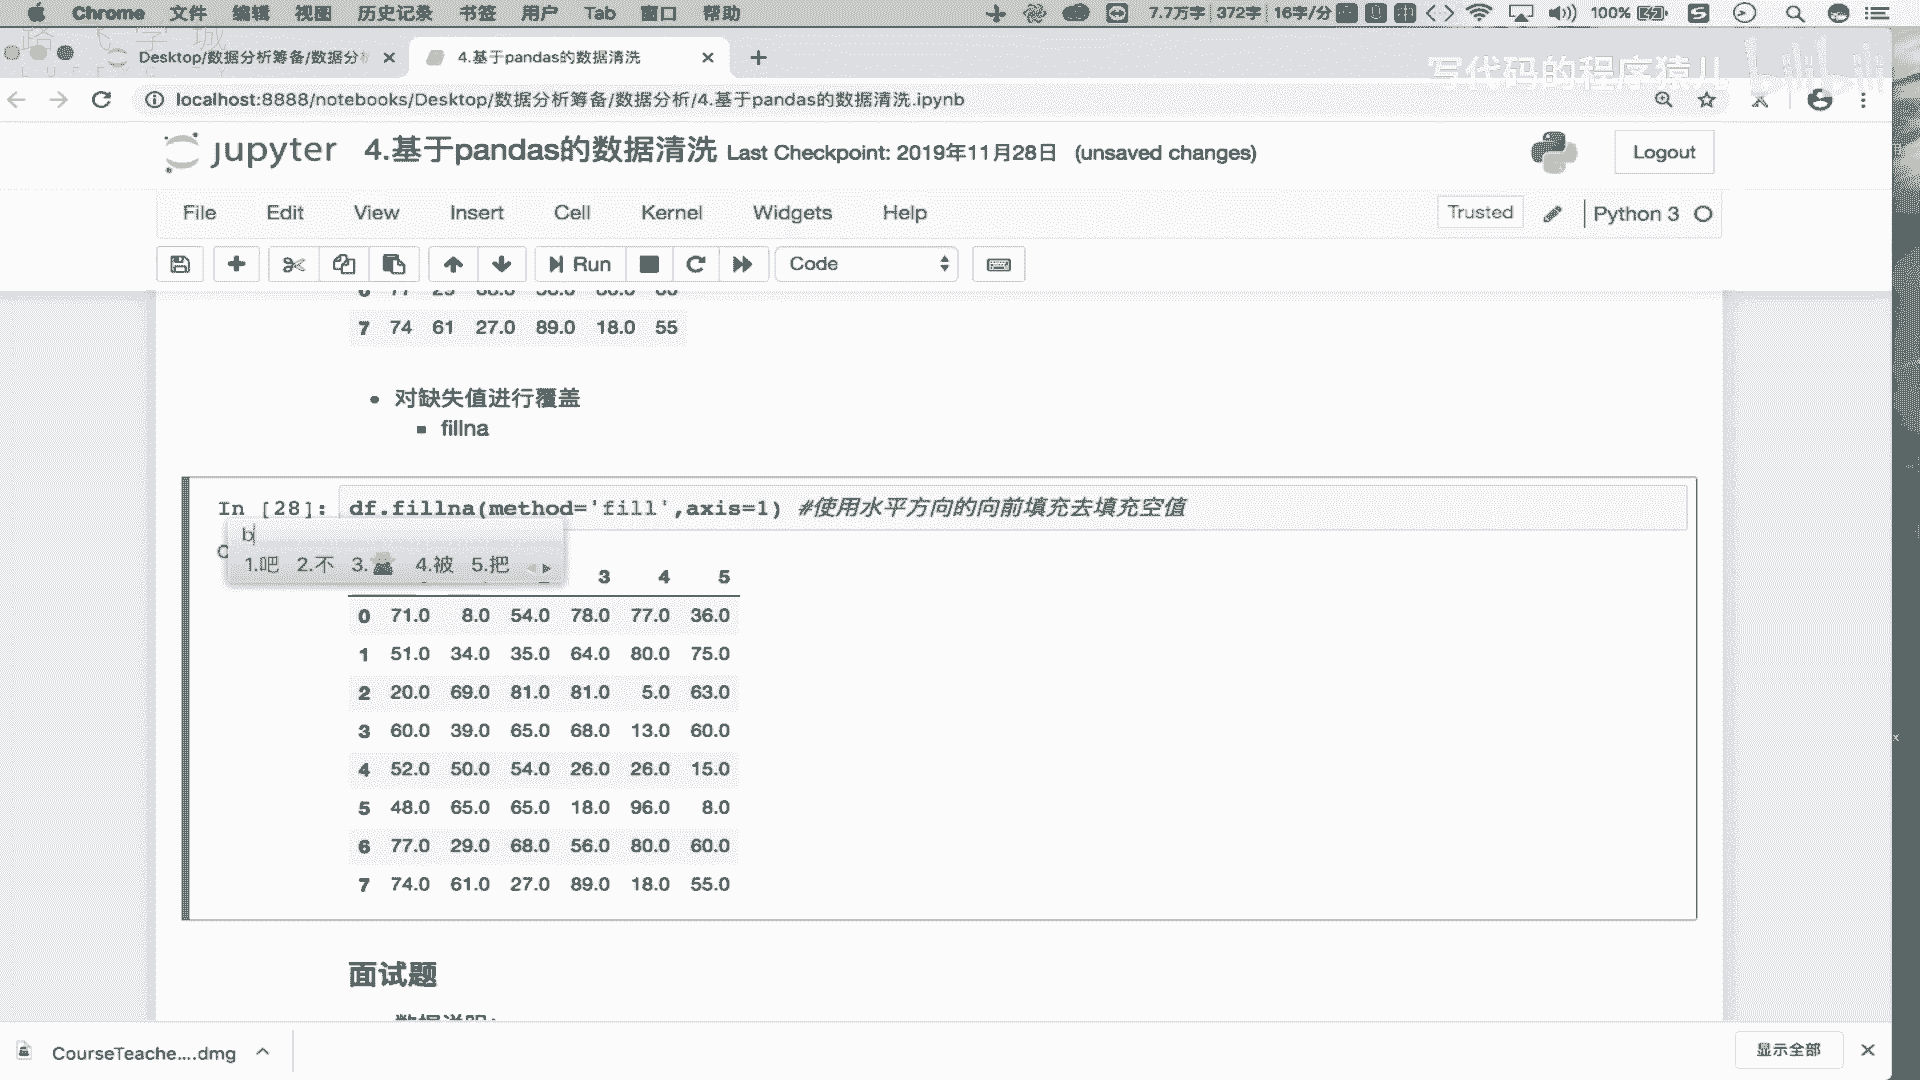 Chrome 文件 编辑 视图 历史记录 书签 用户 Tab 窗口 帮助 7.7万字 372字 16字/分 100%
Desktop/数据分析筹备/数据分
4.基于pandas的数据清洗
写代码的程序猿儿 bilibili
localhost:8888/notebooks/Desktop/数据分析筹备/数据分析/4.基于pandas的数据清洗.ipynb
jupyter 4.基于pandas的数据清洗 Last Checkpoint: 2019年11月28日 (unsaved changes)
Logout
File Edit View Insert Cell Kernel Widgets Help
Trusted Python 3
Run Code
7 74 61 27.0 89.0 18.0 55
对缺失值进行覆盖
fillna
In [28]: df.fillna(method='fill',axis=1) #使用水平方向的向前填充去填充空值
b
1.吧 2.不 3. 4.被 5.把
3 4 5
0 71.0 8.0 54.0 78.0 77.0 36.0
1 51.0 34.0 35.0 64.0 80.0 75.0
2 20.0 69.0 81.0 81.0 5.0 63.0
3 60.0 39.0 65.0 68.0 13.0 60.0
4 52.0 50.0 54.0 26.0 26.0 15.0
5 48.0 65.0 65.0 18.0 96.0 8.0
6 77.0 29.0 68.0 56.0 80.0 60.0
7 74.0 61.0 27.0 89.0 18.0 55.0
面试题
数据说明:
CourseTeache....dmg
显示全部